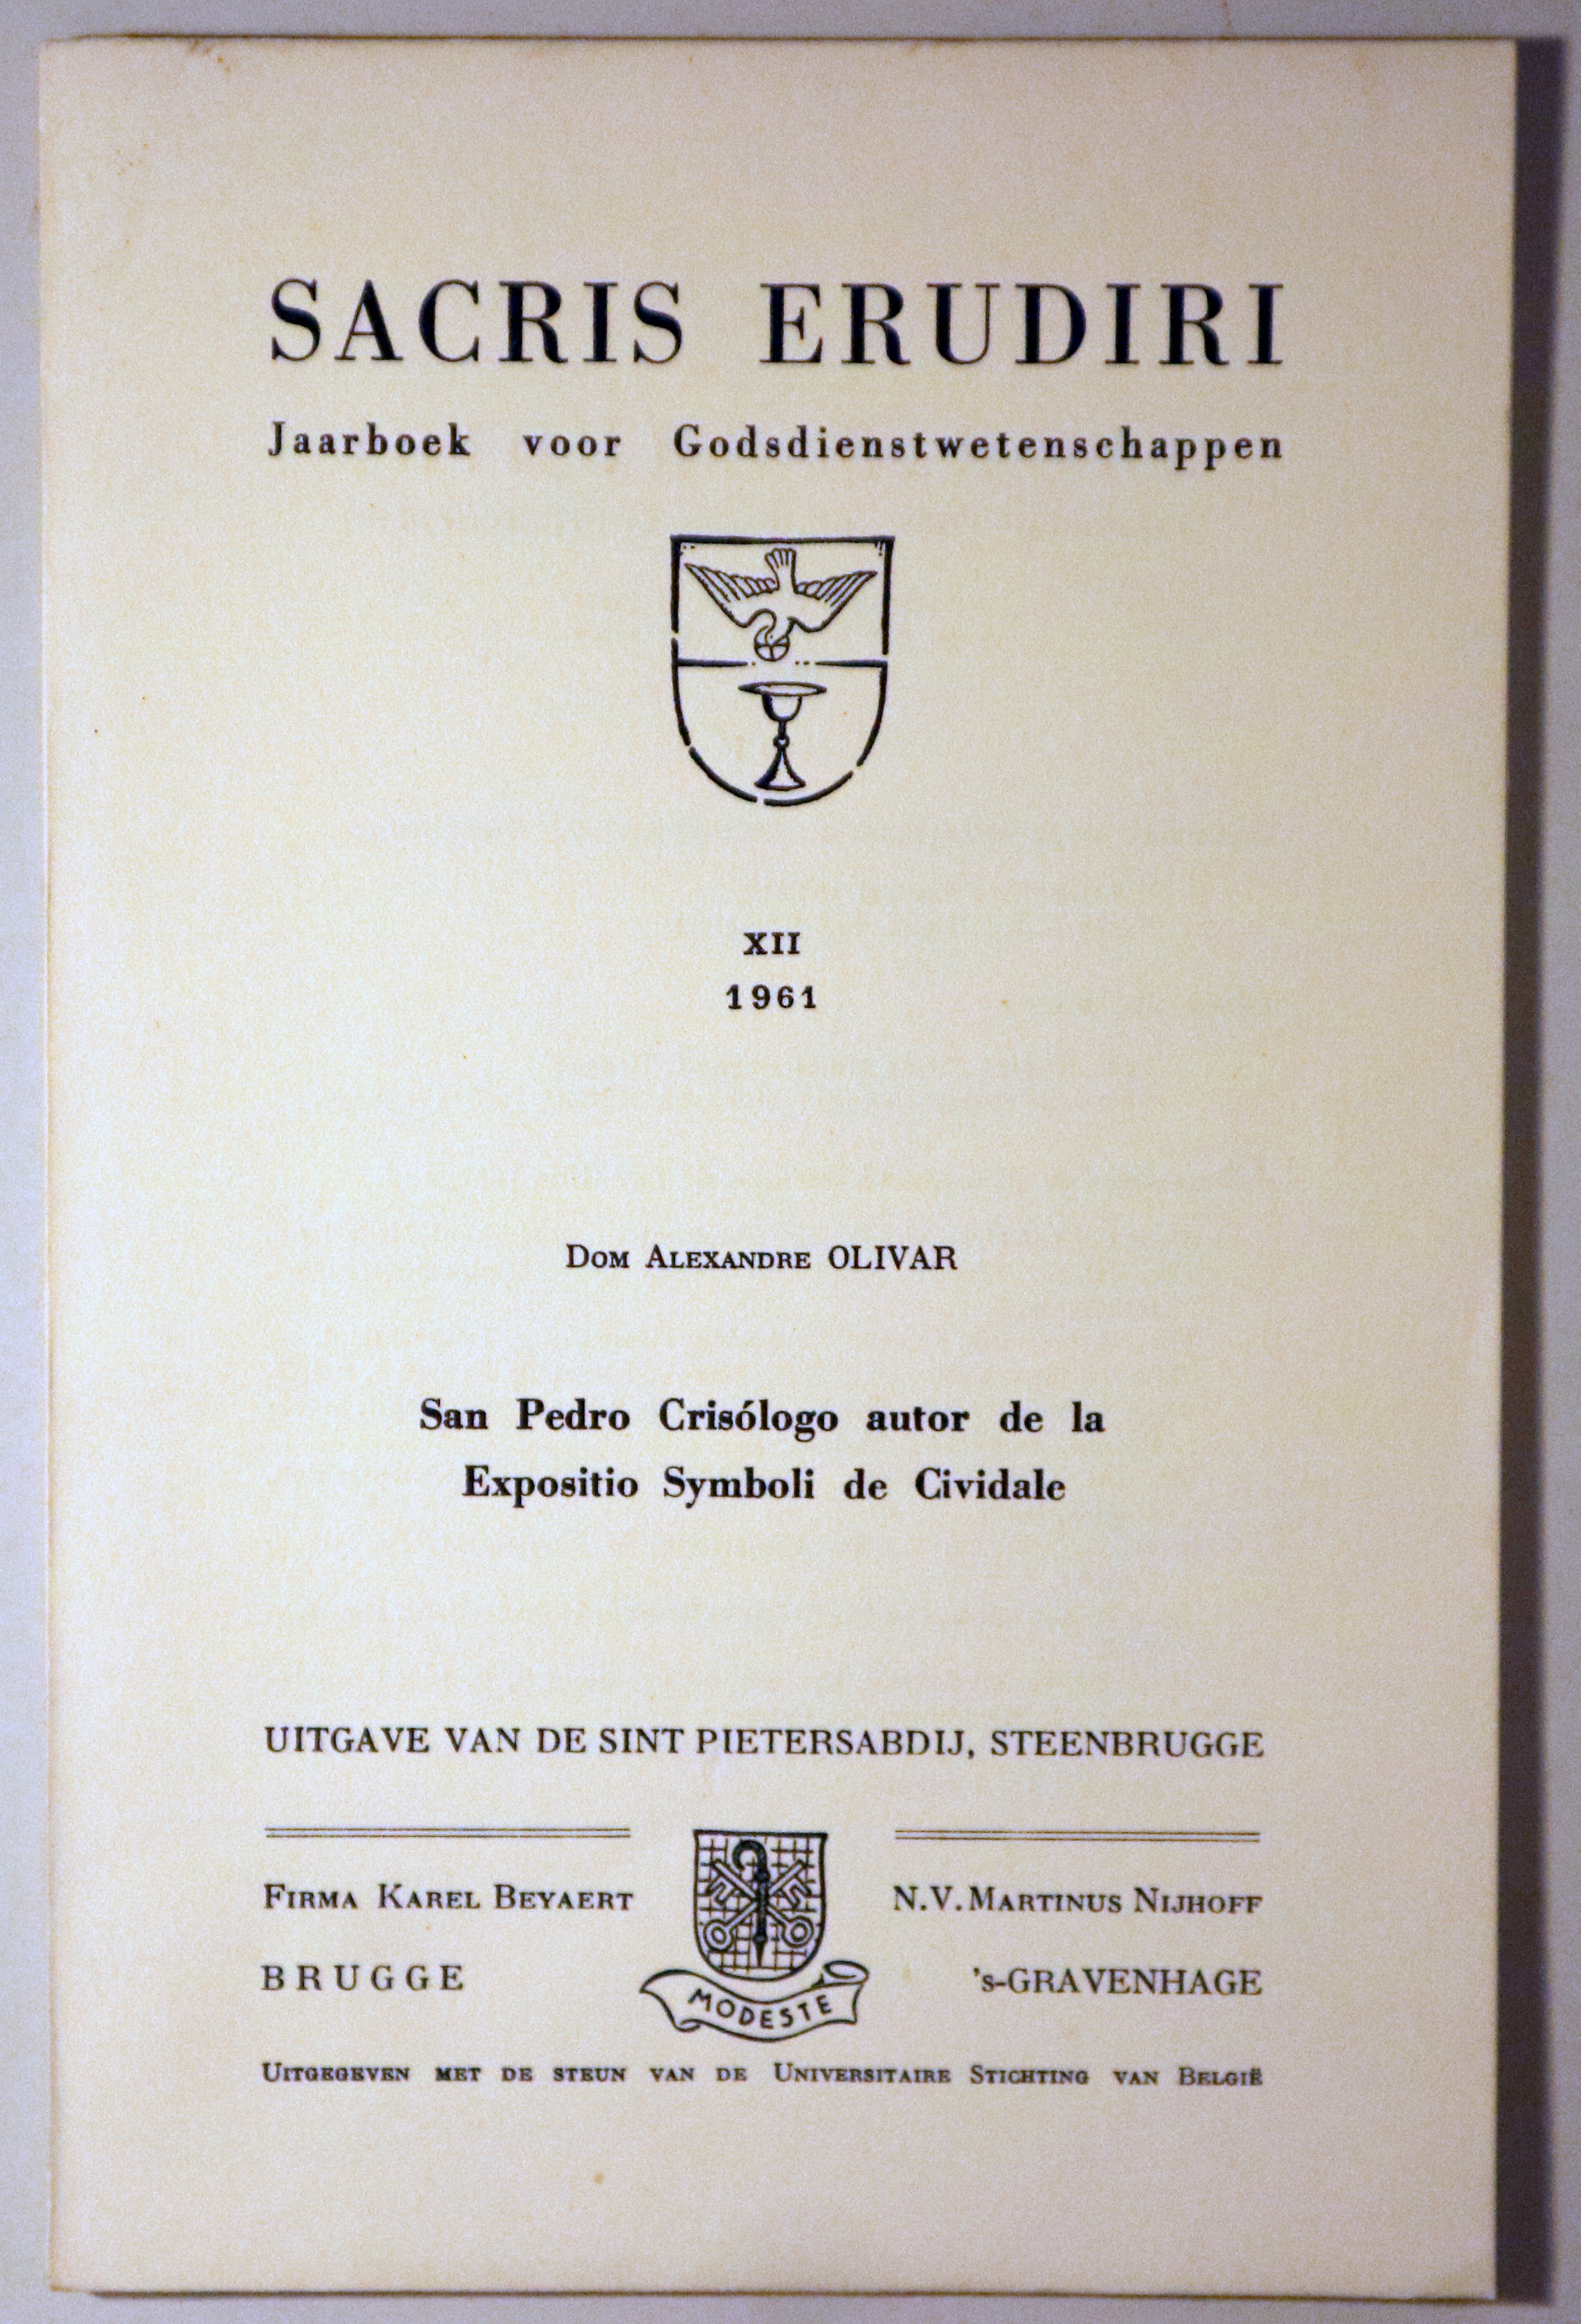 SACRIS ERUDIRI
Jaarboek voor Godsdienstwetenschappen
XII
1961
Dom Alexandre OLIVAR
San Pedro Crisólogo autor de la
Expositio Symboli de Cividale
UITGAVE VAN DE SINT PIETERSABDIJ, STEENBRUGGE
Firma Karel Beyaert
BRUGGE
MODESTE
N.V. Martinus Nijhoff
's-GRAVENHAGE
Uitgegeven met de steun van de Universitaire Stichting van België